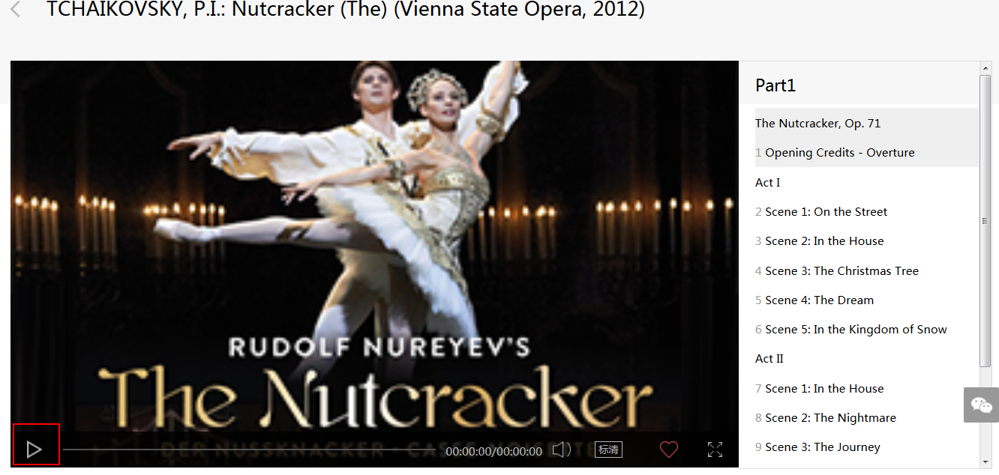 TCHAIKOVSKY, P.I.: Nutcracker (The) (Vienna State Opera, 2012)
RUDOLF NUREYEV'S
The Nutcracker
DER NUSSKNACKER
00:00:00/00:00:00
标清
Part1
The Nutcracker, Op. 71
1 Opening Credits - Overture
Act I
2 Scene 1: On the Street
3 Scene 2: In the House
4 Scene 3: The Christmas Tree
5 Scene 4: The Dream
6 Scene 5: In the Kingdom of Snow
Act II
7 Scene 1: In the House
8 Scene 2: The Nightmare
9 Scene 3: The Journey